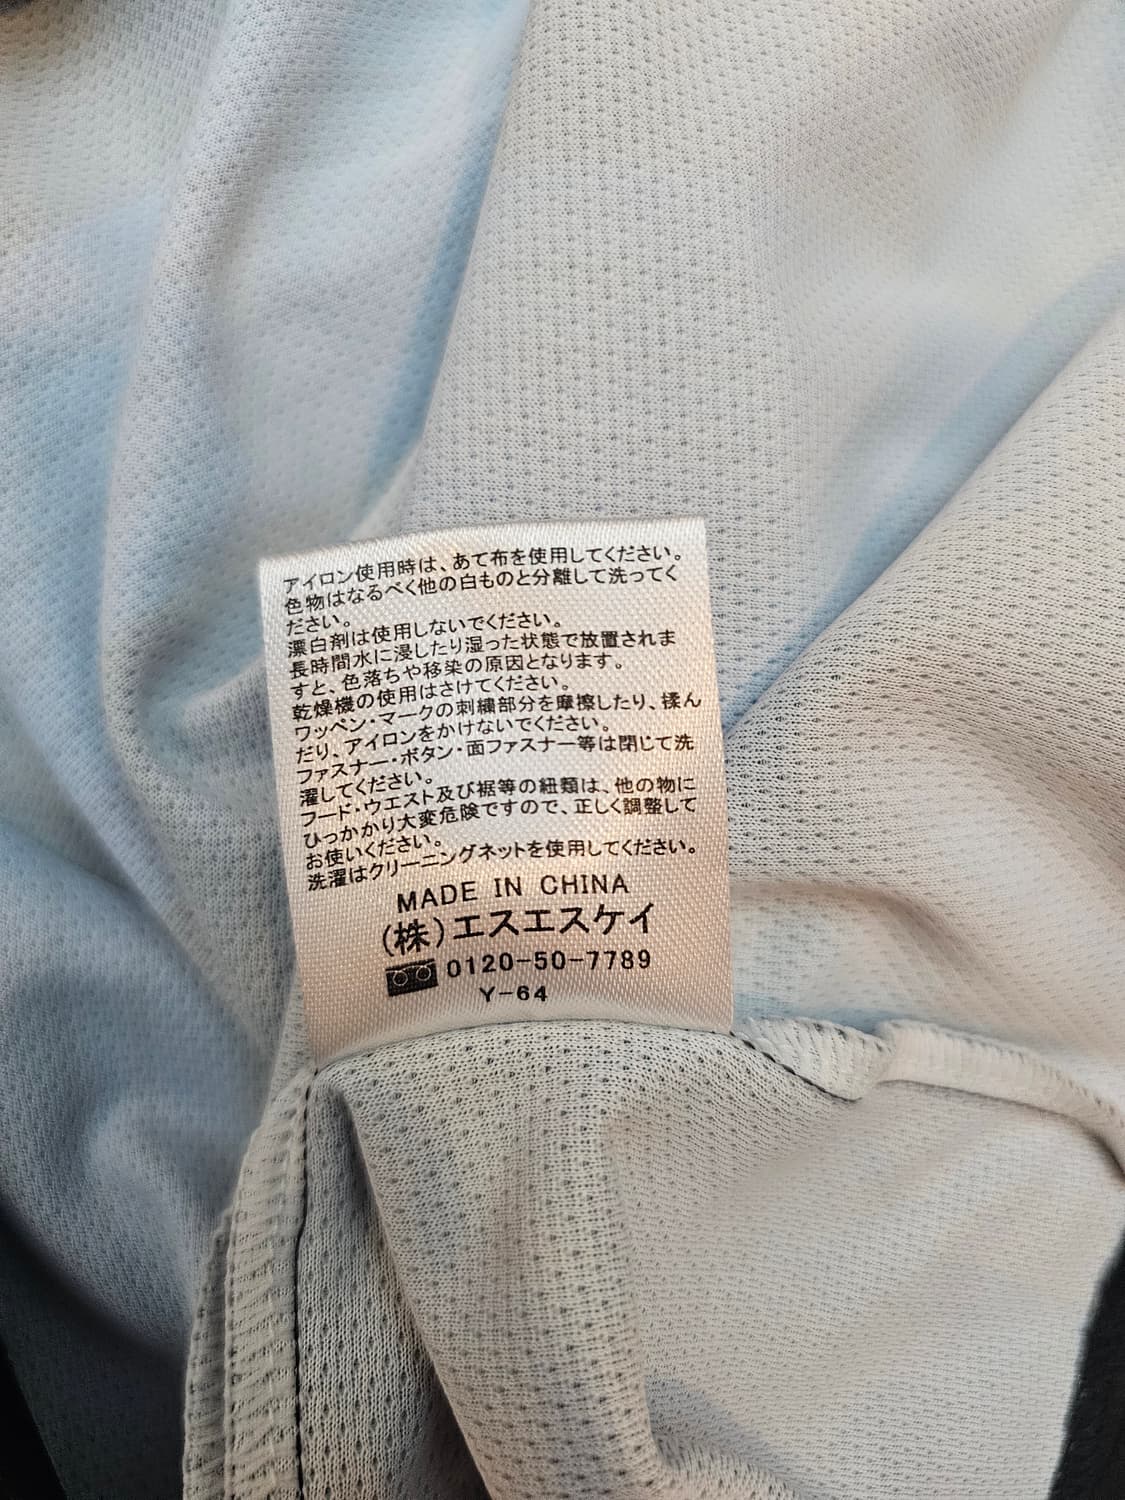 アイロン使用時は、あて布を使用してください。
色物はなるべく他の白ものと分離して洗ってく
ださい。
漂白剤は使用しないでください。
長時間水に浸したり湿った状態で放置されま
すと、色落ちや移染の原因となります。
乾燥機の使用はさけてください。
ワッペン・マークの刺繍部分を摩擦したり、揉ん
だり、アイロンをかけないでください。
ファスナー・ボタン・面ファスナー等は閉じて洗
濯してください。
フード・ウエスト及び裾等の紐類は、他の物に
ひっかかり大変危険ですので、正しく調整して
お使いください。
洗濯はクリーニングネットを使用してください。
MADE IN CHINA
(株)エスエスケイ
0120-50-7789
Y-64